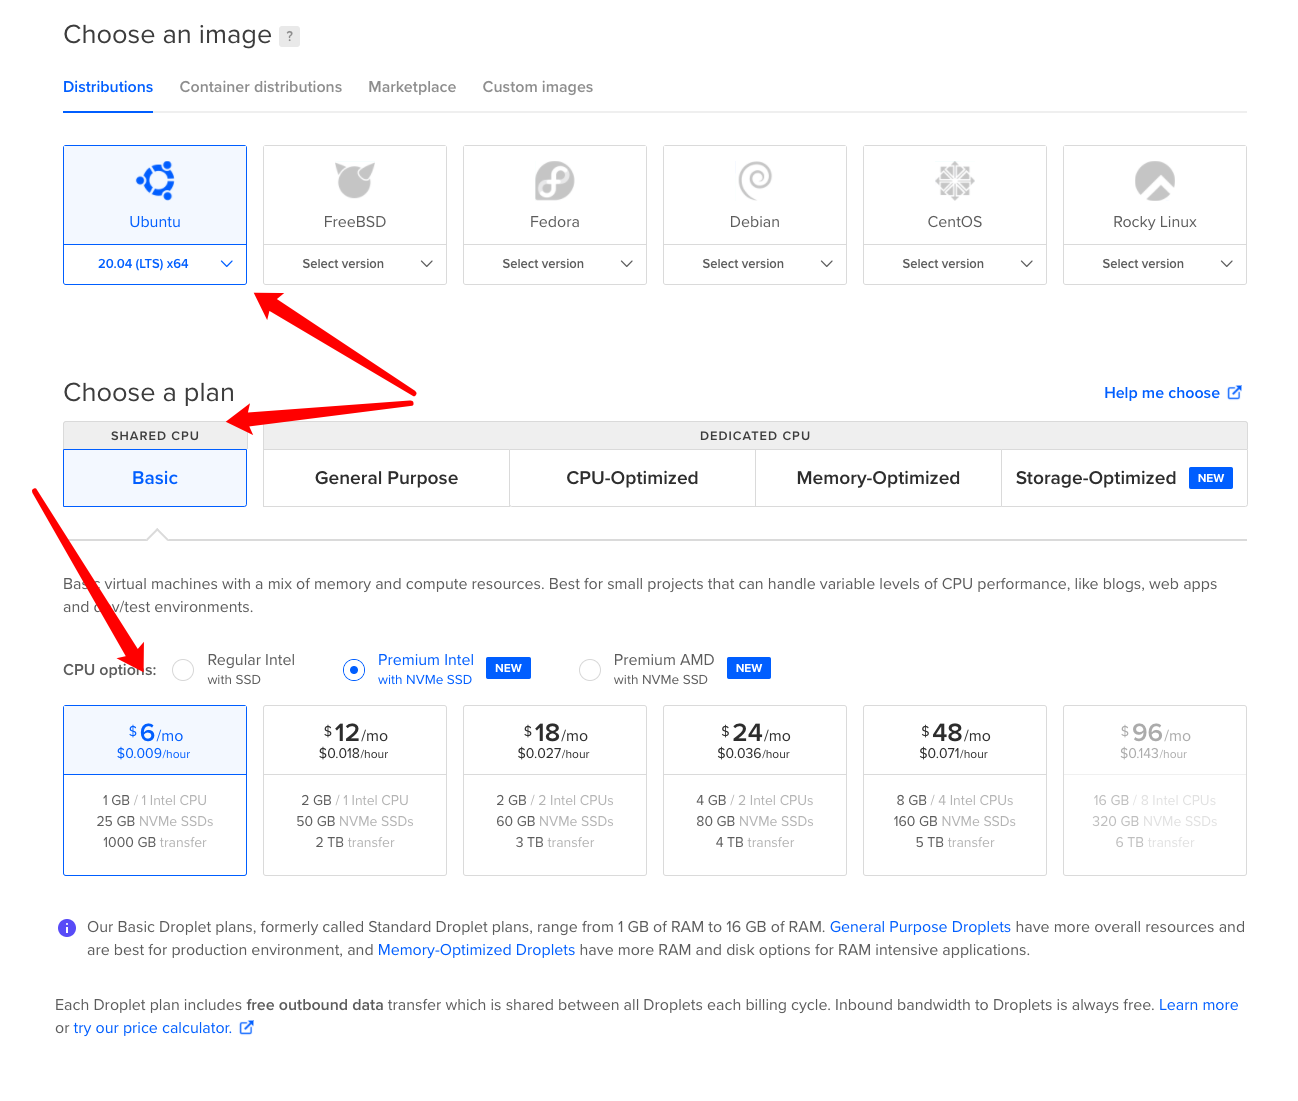 Choose an image ?
Distributions Container distributions Marketplace Custom images
Ubuntu FreeBSD Fedora Debian CentOS Rocky Linux
20.04 (LTS) x64 Select version Select version Select version Select version Select version
Choose a plan Help me choose
SHARED CPU DEDICATED CPU
Basic General Purpose CPU-Optimized Memory-Optimized Storage-Optimized NEW
Basic virtual machines with a mix of memory and compute resources. Best for small projects that can handle variable levels of CPU performance, like blogs, web apps
and dev/test environments.
CPU options: Regular Intel Premium Intel NEW Premium AMD NEW
with SSD with NVMe SSD with NVMe SSD
$6/mo $12/mo $18/mo $24/mo $48/mo $96/mo
$0.009/hour $0.018/hour $0.027/hour $0.036/hour $0.071/hour $0.143/hour
1 GB / 1 Intel CPU 2 GB / 1 Intel CPU 2 GB / 2 Intel CPUs 4 GB / 2 Intel CPUs 8 GB / 4 Intel CPUs 16 GB / 8 Intel CPUs
25 GB NVMe SSDs 50 GB NVMe SSDs 60 GB NVMe SSDs 80 GB NVMe SSDs 160 GB NVMe SSDs 320 GB NVMe SSDs
1000 GB transfer 2 TB transfer 3 TB transfer 4 TB transfer 5 TB transfer 6 TB transfer
Our Basic Droplet plans, formerly called Standard Droplet plans, range from 1 GB of RAM to 16 GB of RAM. General Purpose Droplets have more overall resources and
are best for production environment, and Memory-Optimized Droplets have more RAM and disk options for RAM intensive applications.
Each Droplet plan includes free outbound data transfer which is shared between all Droplets each billing cycle. Inbound bandwidth to Droplets is always free. Learn more
or try our price calculator.